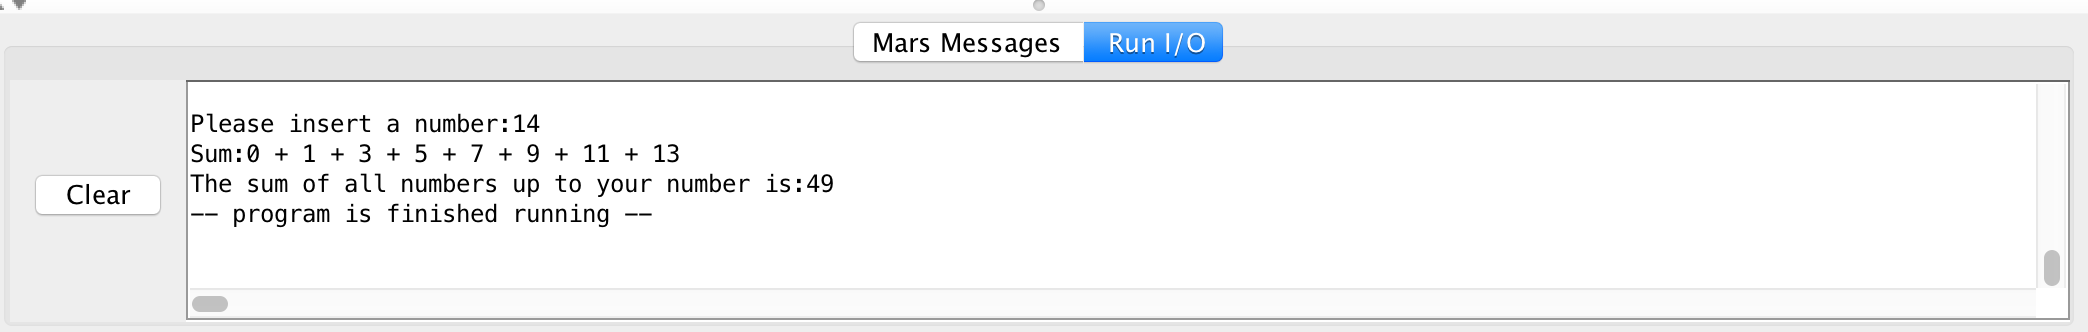 Mars Messages Run I/O
Please insert a number:14
Sum:0 + 1 + 3 + 5 + 7 + 9 + 11 + 13
The sum of all numbers up to your number is:49
-- program is finished running --
Clear